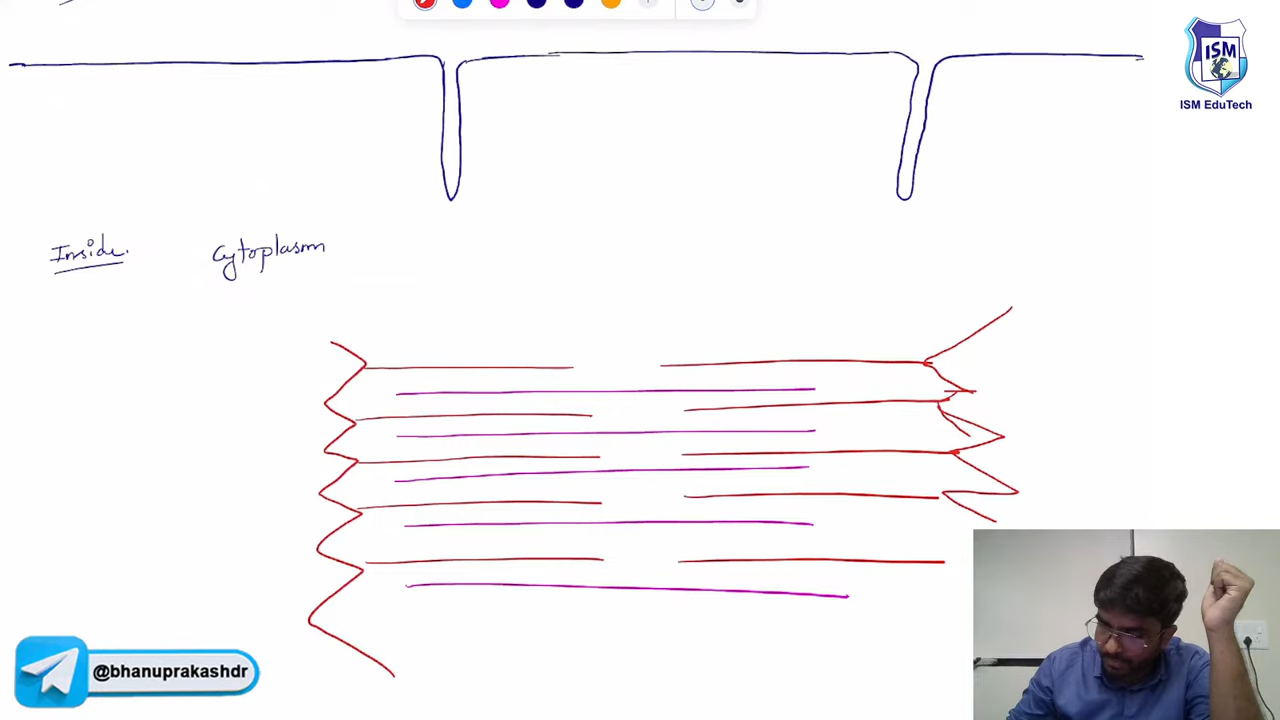 ISM
ISM EduTech
Inside.
Cytoplasm
@bhanuprakashdr